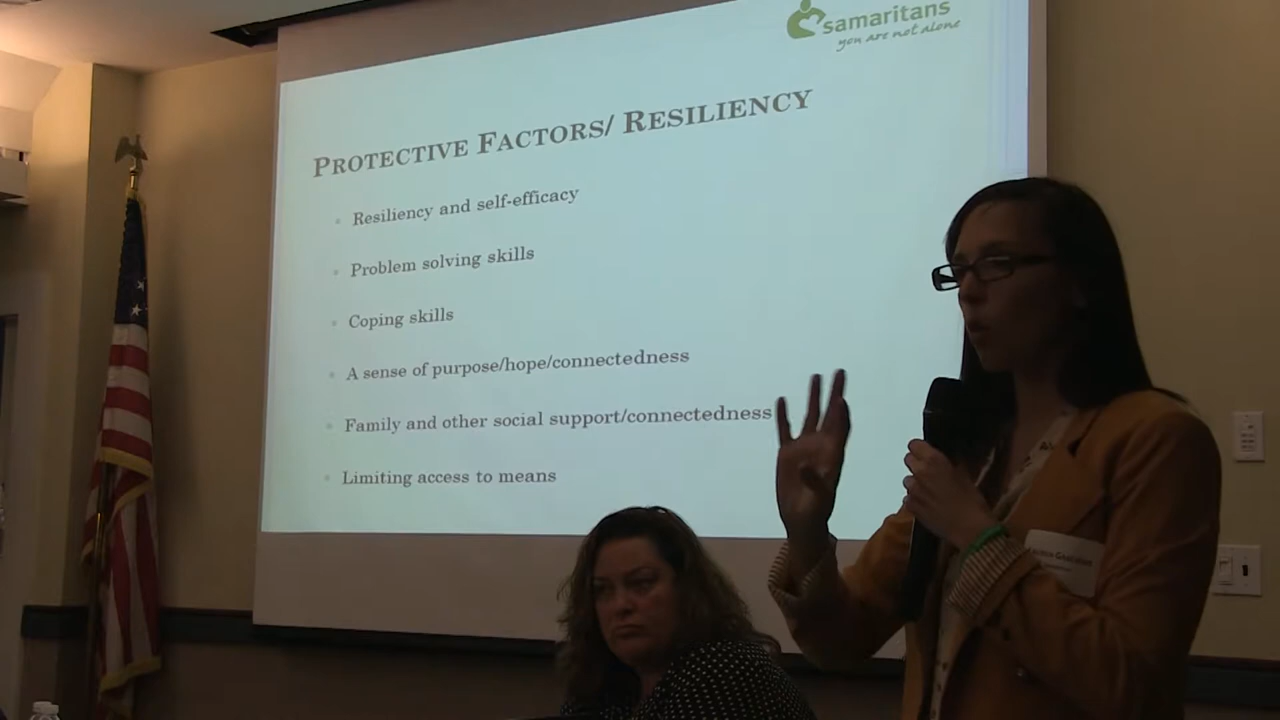 samaritans
you are not alone
PROTECTIVE FACTORS/ RESILIENCY
Resiliency and self-efficacy
Problem solving skills
Coping skills
A sense of purpose/hope/connectedness
Family and other social support/connectedness
Limiting access to means